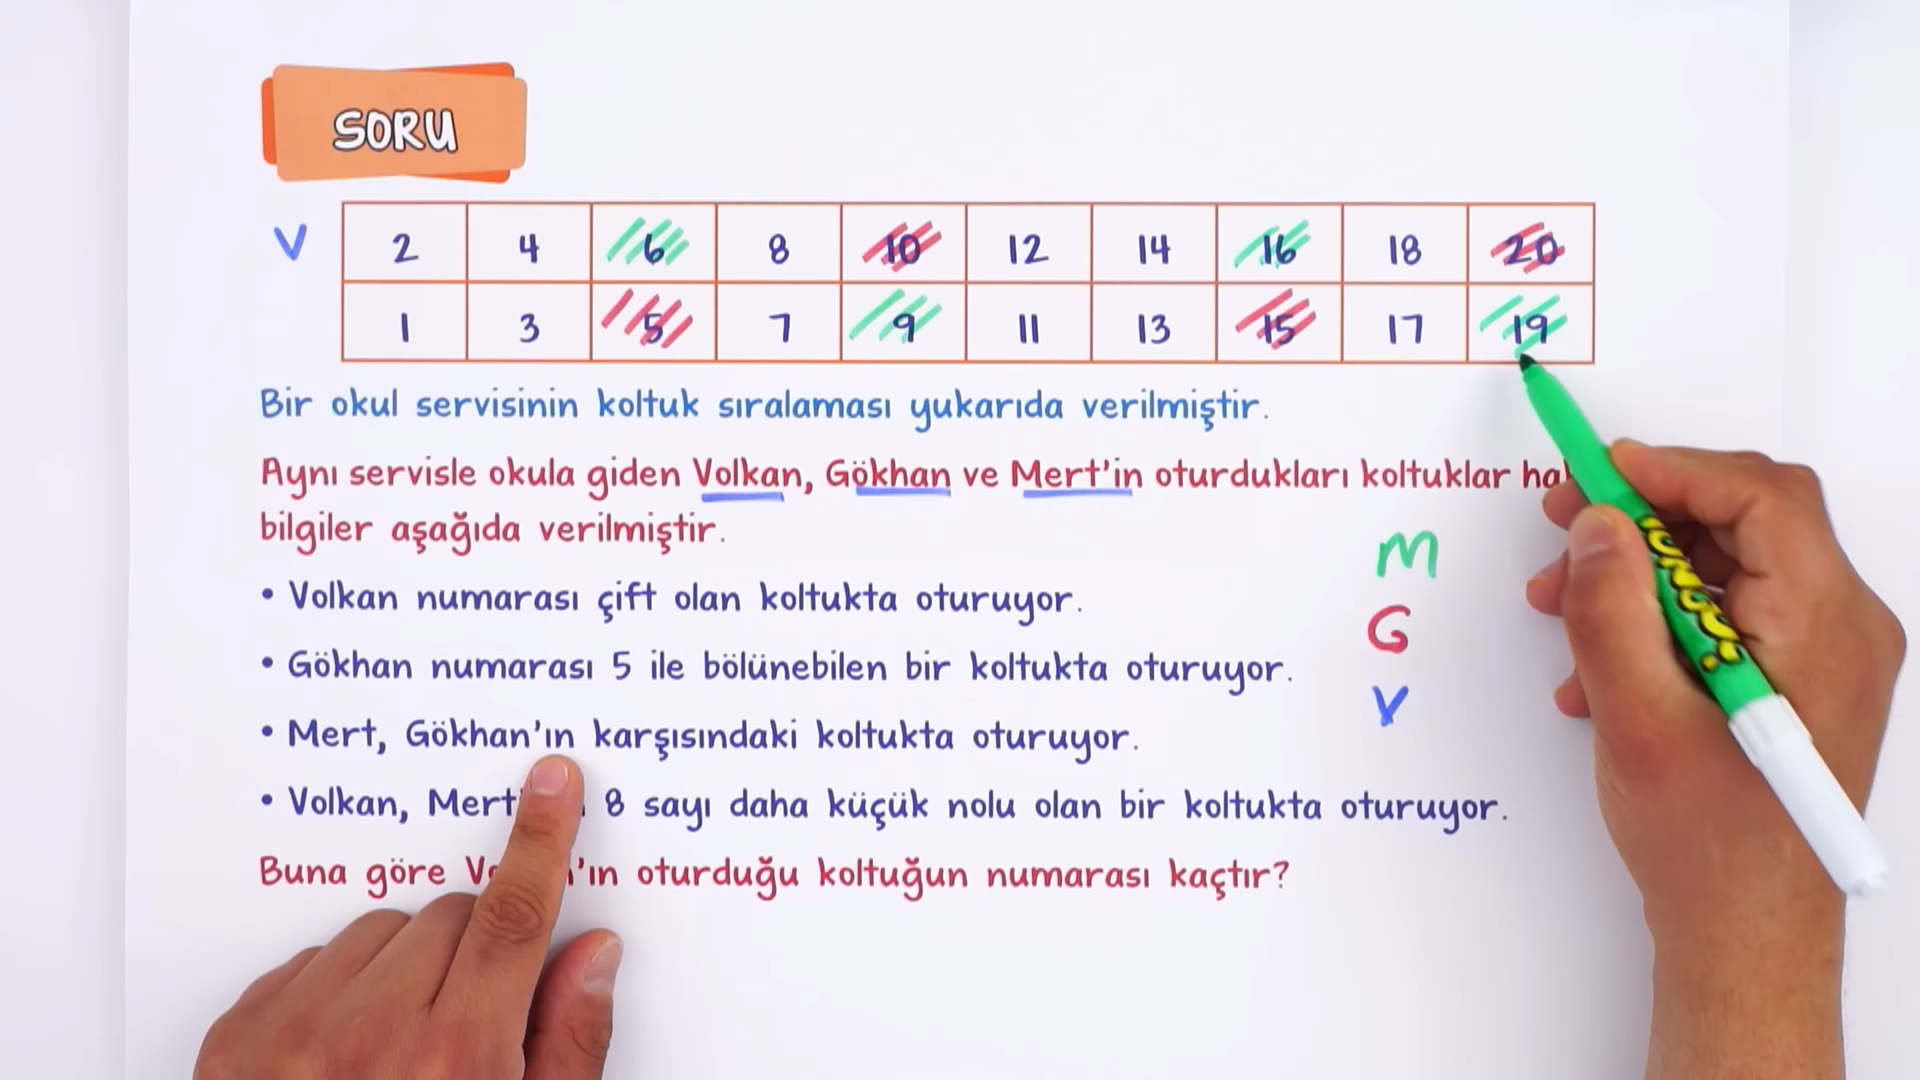 SORU
V 2 4 6 8 10 12 14 16 18 20
1 3 5 7 9 11 13 15 17 19
Bir okul servisinin koltuk sıralaması yukarıda verilmiştir.
Aynı servisle okula giden Volkan, Gökhan ve Mert'in oturdukları koltuklar
bilgiler aşağıda verilmiştir.
M
• Volkan numarası çift olan koltukta oturuyor.
G
• Gökhan numarası 5 ile bölünebilen bir koltukta oturuyor.
V
• Mert, Gökhan'ın karşısındaki koltukta oturuyor.
• Volkan, 8 sayı daha küçük nolu olan bir koltukta oturuyor.
Buna göre oturduğu koltuğun numarası kaçtır?